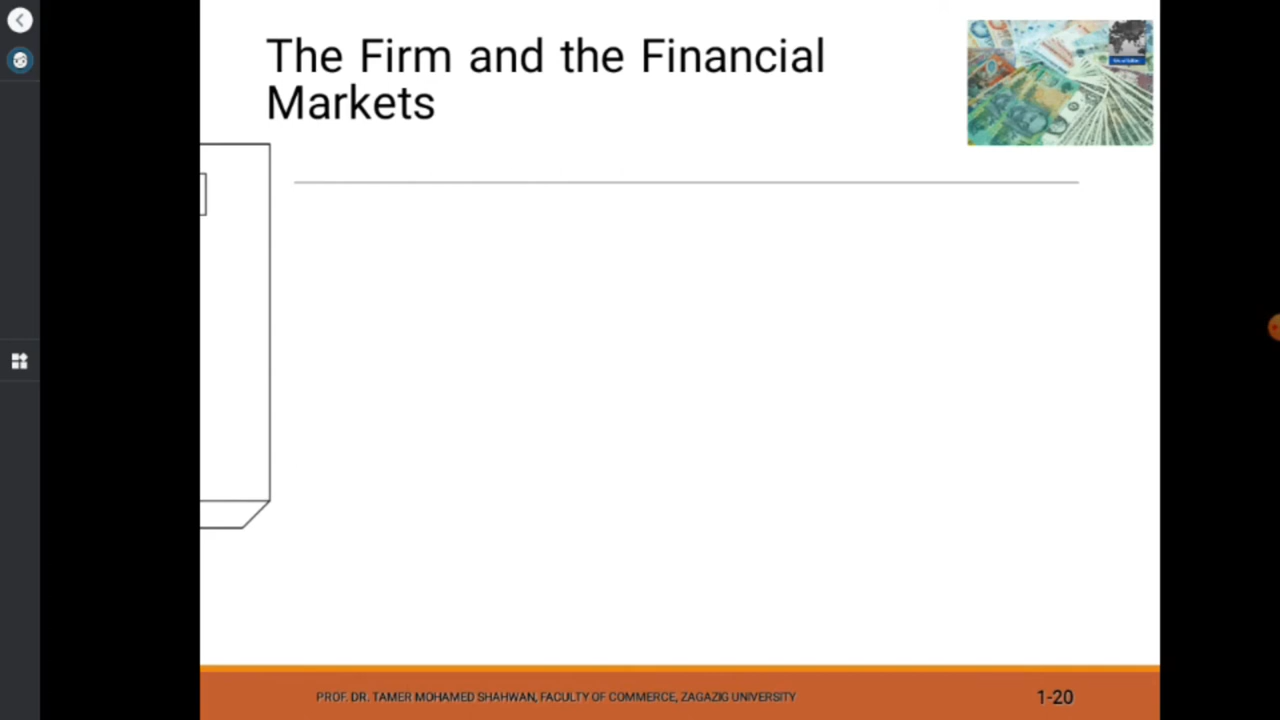 The Firm and the Financial
Markets
PROF. DR. TAMER MOHAMED SHAHWAN, FACULTY OF COMMERCE, ZAGAZIG UNIVERSITY
1-20